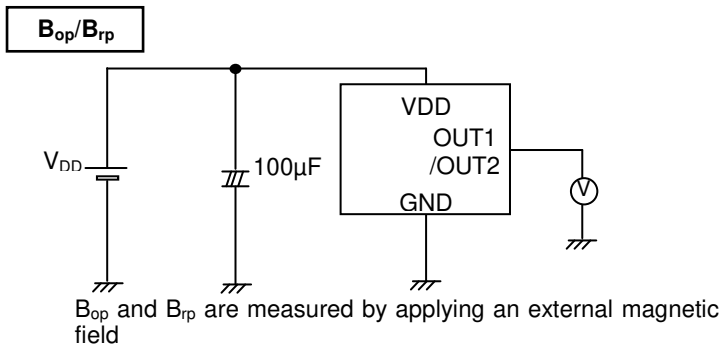 Bop/Brp
VDD
OUT1
/OUT2
GND
VDD
100µF
V
Bop and Brp are measured by applying an external magnetic
field